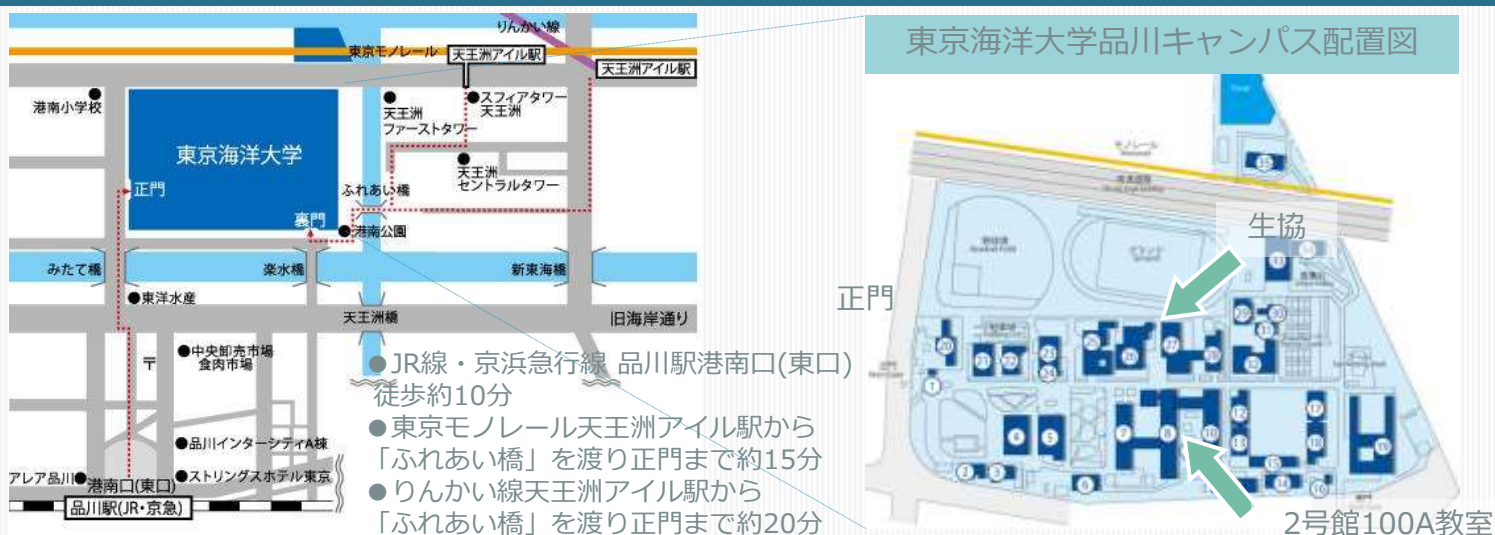 りんかい線
東京モノレール
天王洲アイル駅
天王洲アイル駅
港南小学校
●スフィアタワー
天王洲
天王洲
ファーストタワー
東京海洋大学
天王洲
セントラルタワー
正門
ふれあい橋
裏門
●港南公園
みたて橋
楽水橋
新東海橋
●東洋水産
天王洲橋
旧海岸通り
〒
●中央卸売市場
食肉市場
●品川インターシティA棟
アレア品川●
港南口(東口)
●ストリングスホテル東京
品川駅(JR・京急)
●JR線・京浜急行線 品川駅港南口(東口)
徒歩約10分
●東京モノレール天王洲アイル駅から
「ふれあい橋」を渡り正門まで約15分
●りんかい線天王洲アイル駅から
「ふれあい橋」を渡り正門まで約20分
東京海洋大学品川キャンパス配置図
モノレール
生協
正門
グランド
2号館100A教室